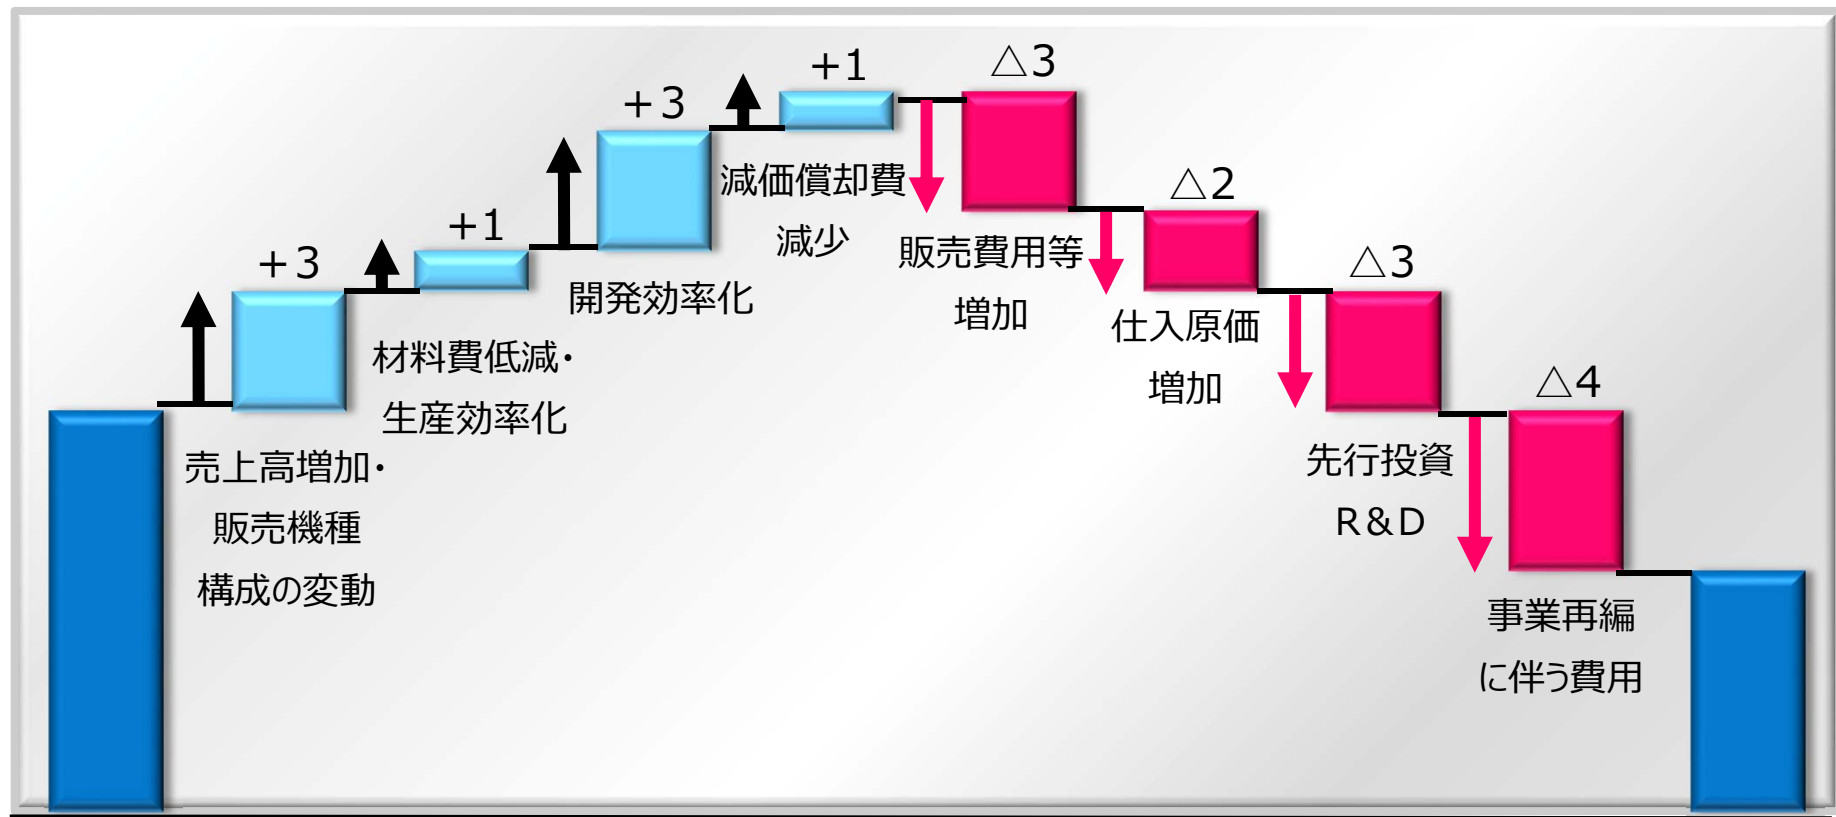 +3
売上高増加・
販売機種
構成の変動
+1
材料費低減・
生産効率化
+3
開発効率化
+1
減価償却費
減少
△3
販売費用等
増加
△2
仕入原価
増加
△3
先行投資
R&D
△4
事業再編
に伴う費用